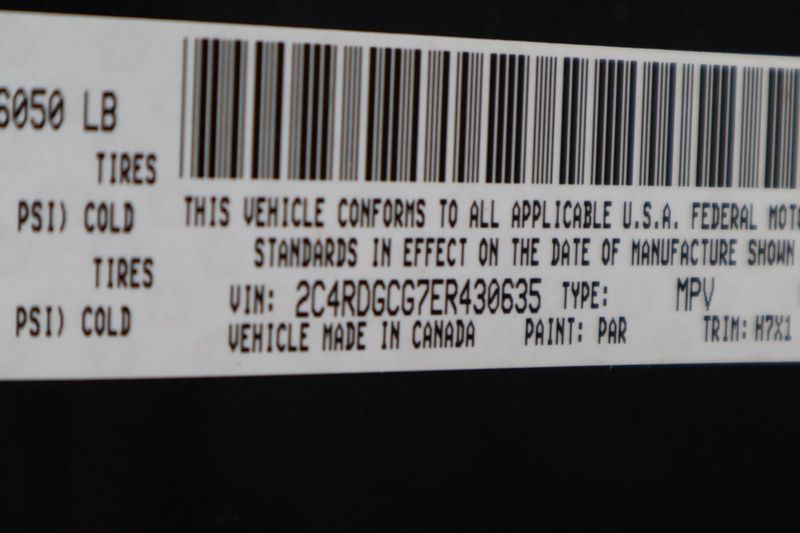 6050 LB
TIRES
PSI) COLD
TIRES
PSI) COLD
THIS VEHICLE CONFORMS TO ALL APPLICABLE U.S.A. FEDERAL MOTO
STANDARDS IN EFFECT ON THE DATE OF MANUFACTURE SHOWN
VIN: 2C4RDGCG7ER430635 TYPE: MPV
VEHICLE MADE IN CANADA PAINT: PAR TRIM: H7X1